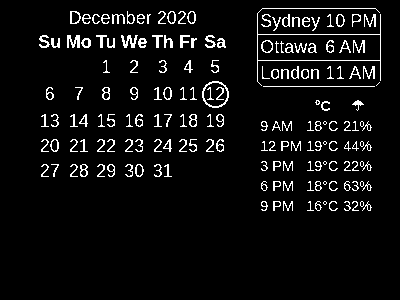 December 2020
Su Mo Tu We Th Fr Sa
1 2 3 4 5
6 7 8 9 10 11 12
13 14 15 16 17 18 19
20 21 22 23 24 25 26
27 28 29 30 31
Sydney 10 PM
Ottawa 6 AM
London 11 AM
°C ☂
9 AM 18°C 21%
12 PM 19°C 44%
3 PM 19°C 22%
6 PM 18°C 63%
9 PM 16°C 32%